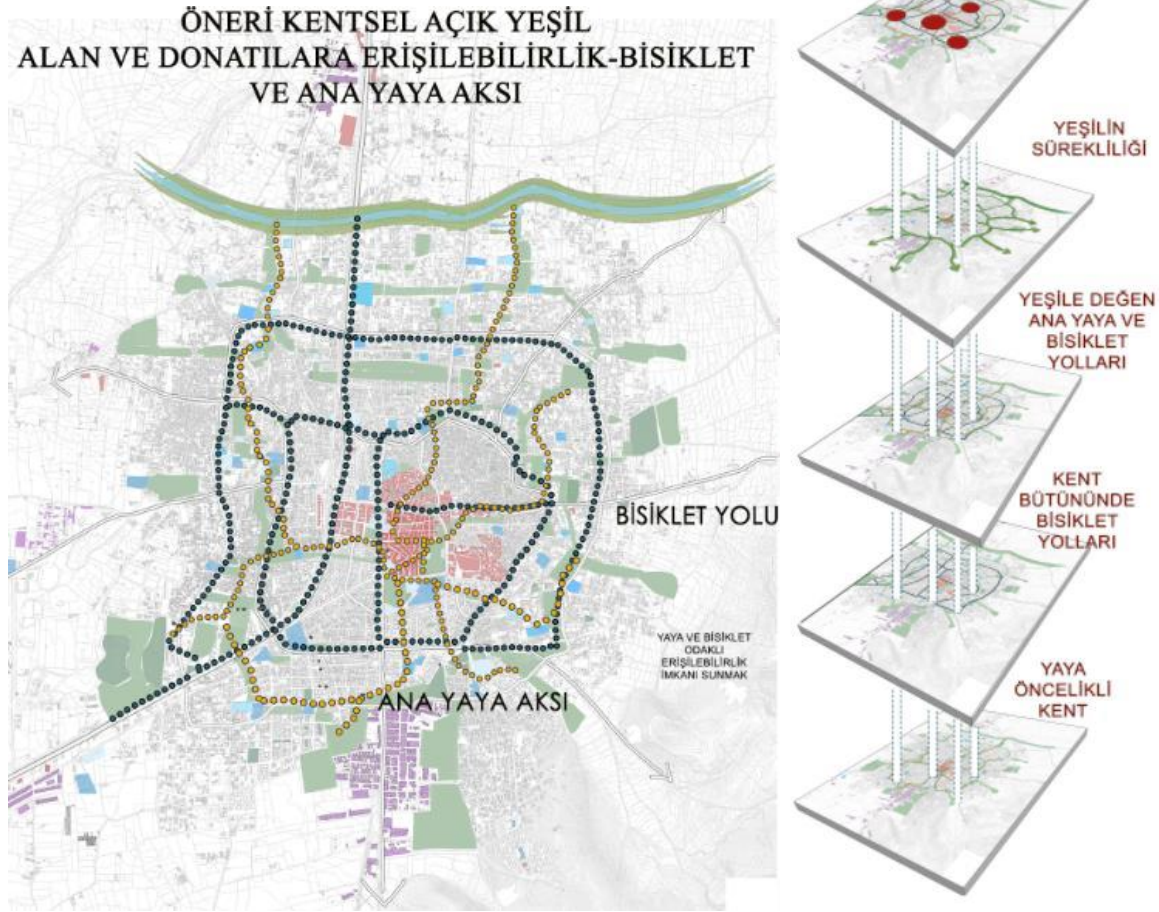 ÖNERİ KENTSEL AÇIK YEŞİL
ALAN VE DONATILARA ERİŞİLEBİLİRLİK-BİSİKLET
VE ANA YAYA AKSI
BİSİKLET YOLU
YAYA VE BİSİKLET
ODAKLI
ERİŞİLEBİLİRLİK
İMKANI SUNMAK
ANA YAYA AKSI
YEŞİLİN
SÜREKLİLİĞİ
YEŞİLE DEĞEN
ANA YAYA VE
BİSİKLET
YOLLARI
KENT
BÜTÜNÜNDE
BİSİKLET
YOLLARI
YAYA
ÖNCELİKLİ
KENT